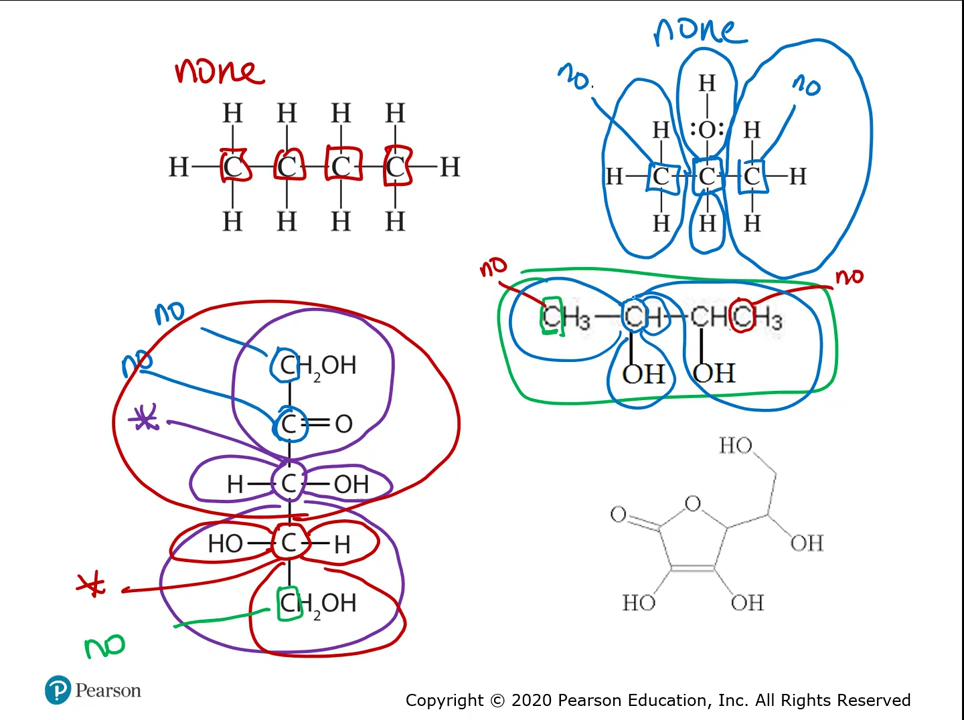 none
H H H H
H—C—C—C—C—H
H H H H
none
no.
no
H
H :O: H
H—C—C—C—H
H H H
no
no
CH₃—CH—CHCH₃
OH OH
no
no
*
CH₂OH
C=O
H—C—OH
HO—C—H
CH₂OH
*
no
HO
O
O
OH
HO
OH
Pearson
Copyright © 2020 Pearson Education, Inc. All Rights Reserved